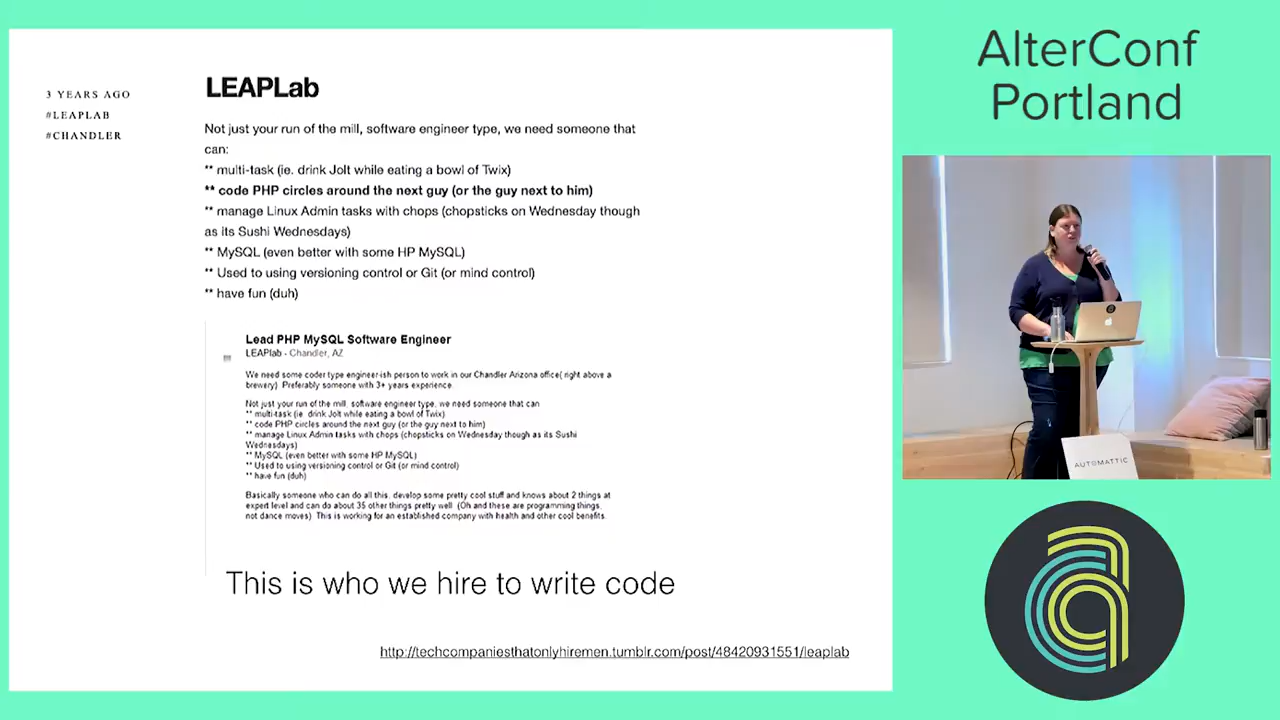 AlterConf
Portland
3 YEARS AGO
#LEAPLAB
#CHANDLER
LEAPLab
Not just your run of the mill, software engineer type, we need someone that
can:
** multi-task (ie. drink Jolt while eating a bowl of Twix)
** code PHP circles around the next guy (or the guy next to him)
** manage Linux Admin tasks with chops (chopsticks on Wednesday though
as its Sushi Wednesdays)
** MySQL (even better with some HP MySQL)
** Used to using versioning control or Git (or mind control)
** have fun (duh)
Lead PHP MySQL Software Engineer
LEAPlab - Chandler, AZ
We need some coder type engineer-ish person to work in our Chandler Arizona office( right above a
brewery) Preferably someone with 3+ years experience.
Not just your run of the mill, software engineer type, we need someone that can
** multi-task (ie drink Jolt while eating a bowl of Twix)
** code PHP circles around the next guy (or the guy next to him)
** manage Linux Admin tasks with chops (chopsticks on Wednesday though as its Sushi
Wednesdays)
** MySQL (even better with some HP MySQL)
** Used to using versioning control or Git (or mind control)
** have fun (duh)
Basically someone who can do all this, develop some pretty cool stuff and knows about 2 things at
expert level and can do about 35 other things pretty well (Oh and these are programming things,
not dance moves) This is working for an established company with health and other cool benefits.
This is who we hire to write code
http://techcompaniesthatonlyhiremen.tumblr.com/post/48420931551/leaplab
AUTOMATTIC